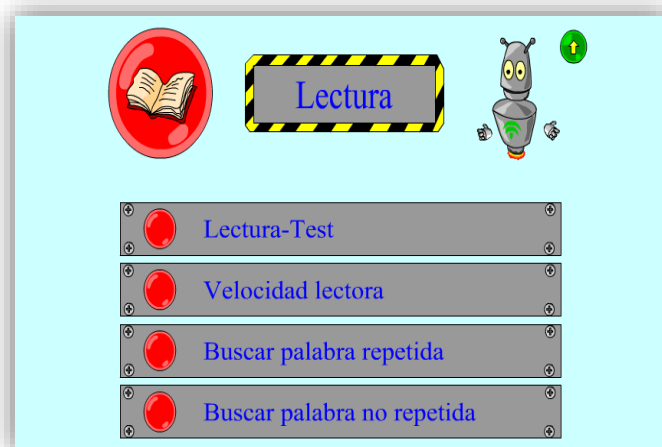 Lectura
Lectura-Test
Velocidad lectora
Buscar palabra repetida
Buscar palabra no repetida